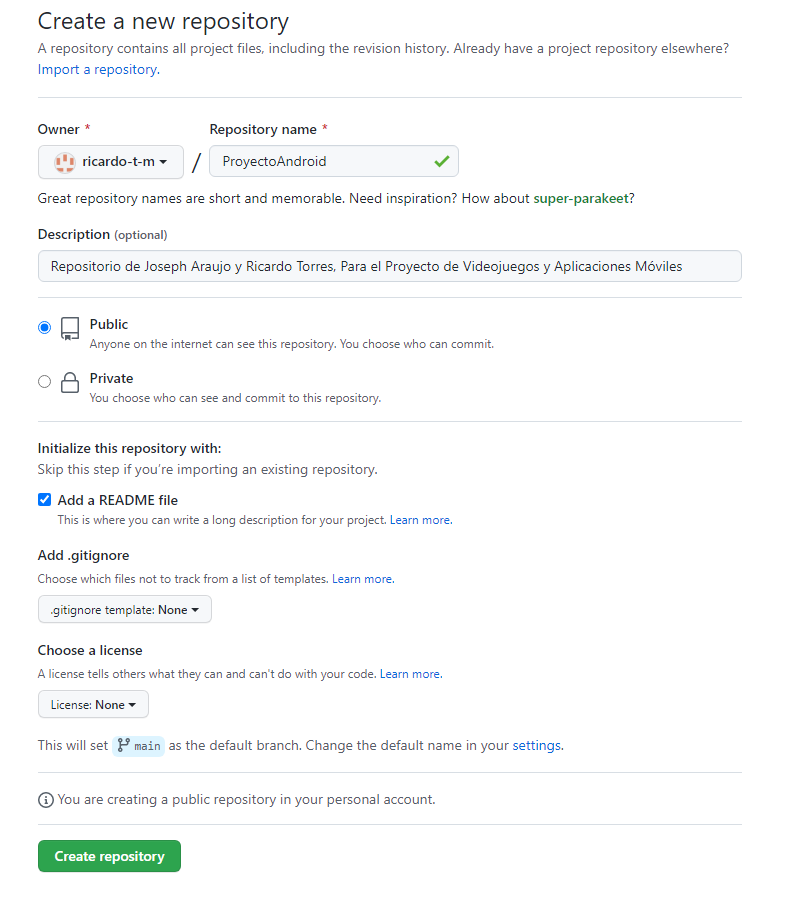 Create a new repository
A repository contains all project files, including the revision history. Already have a project repository elsewhere?
Import a repository.
Owner * Repository name *
ricardo-t-m / ProyectoAndroid
Great repository names are short and memorable. Need inspiration? How about super-parakeet?
Description (optional)
Repositorio de Joseph Araujo y Ricardo Torres, Para el Proyecto de Videojuegos y Aplicaciones Móviles
Public
Anyone on the internet can see this repository. You choose who can commit.
Private
You choose who can see and commit to this repository.
Initialize this repository with:
Skip this step if you're importing an existing repository.
Add a README file
This is where you can write a long description for your project. Learn more.
Add .gitignore
Choose which files not to track from a list of templates. Learn more.
.gitignore template: None
Choose a license
A license tells others what they can and can't do with your code. Learn more.
License: None
This will set main as the default branch. Change the default name in your settings.
You are creating a public repository in your personal account.
Create repository